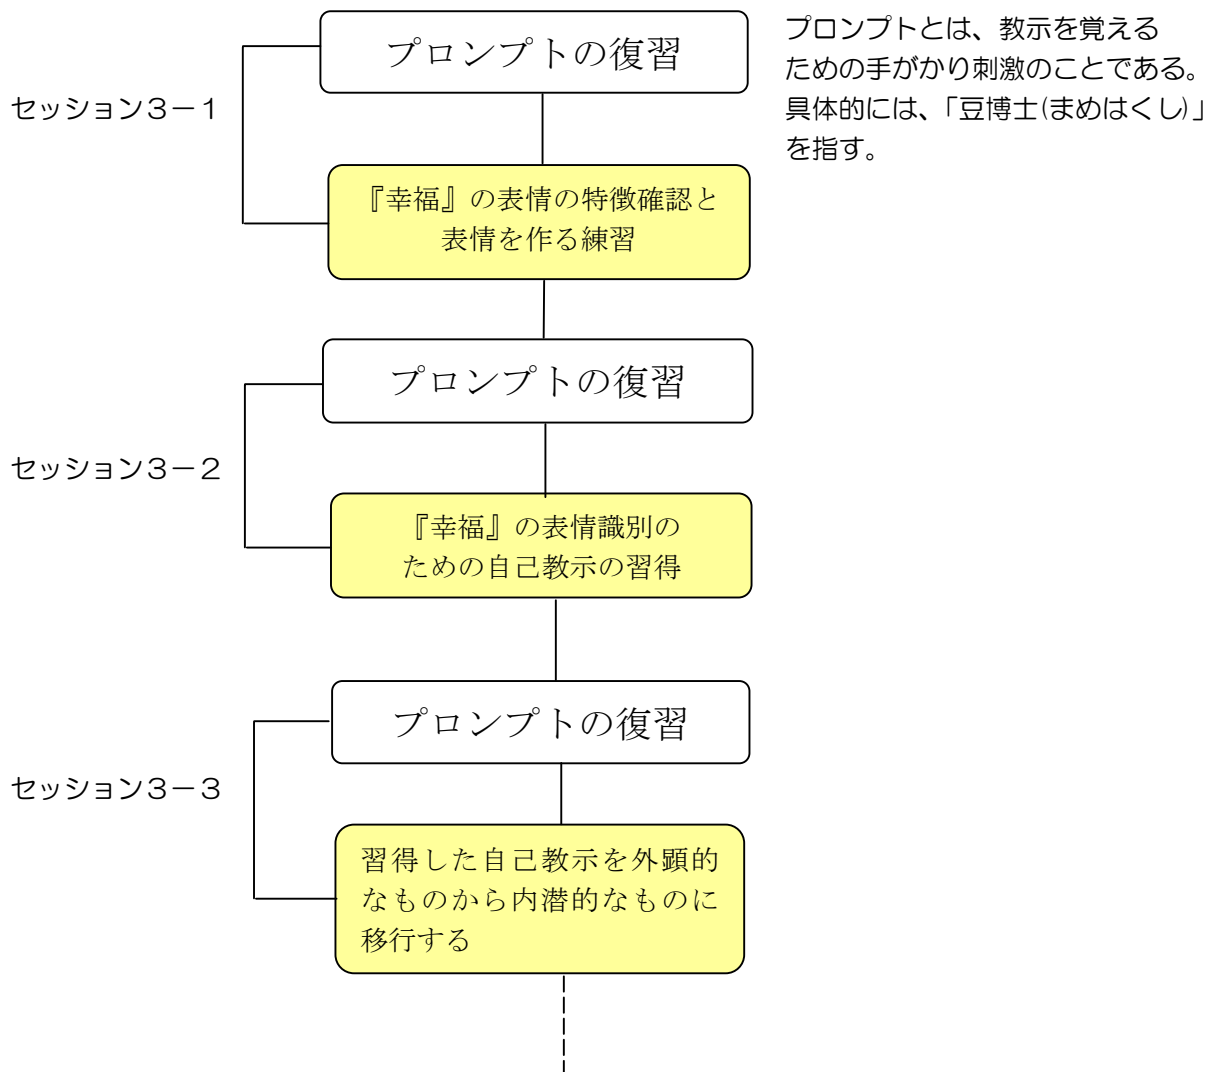 プロンプトの復習
プロンプトとは、教示を覚える
ための手がかり刺激のことである。
具体的には、「豆博士(まめはくし)」
を指す。
セッション３－１
『幸福』の表情の特徴確認と
表情を作る練習
プロンプトの復習
セッション３－２
『幸福』の表情識別の
ための自己教示の習得
プロンプトの復習
セッション３－３
習得した自己教示を外顕的
なものから内潜的なものに
移行する